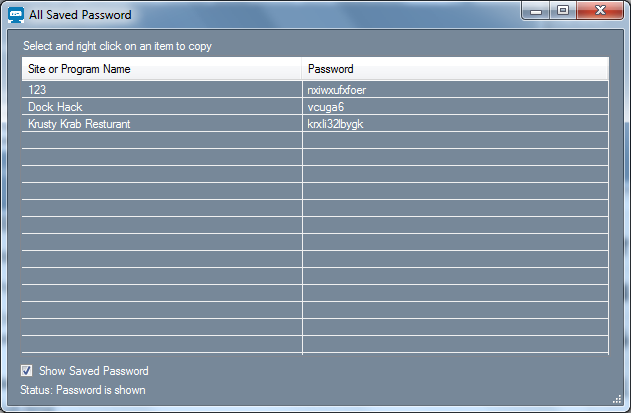 All Saved Password
Select and right click on an item to copy
Site or Program Name Password
123 nxiwxufxfoer
Dock Hack vcuga6
Krusty Krab Resturant krxli32lbygk
Show Saved Password
Status: Password is shown